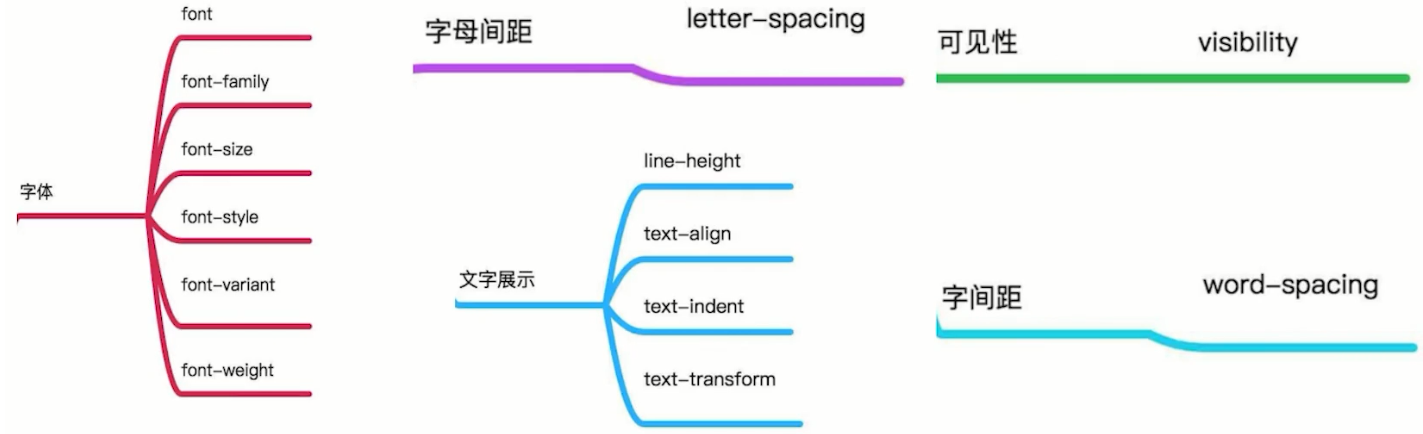 字体
font
font-family
font-size
font-style
font-variant
font-weight
字母间距
letter-spacing
文字展示
line-height
text-align
text-indent
text-transform
可见性
visibility
字间距
word-spacing